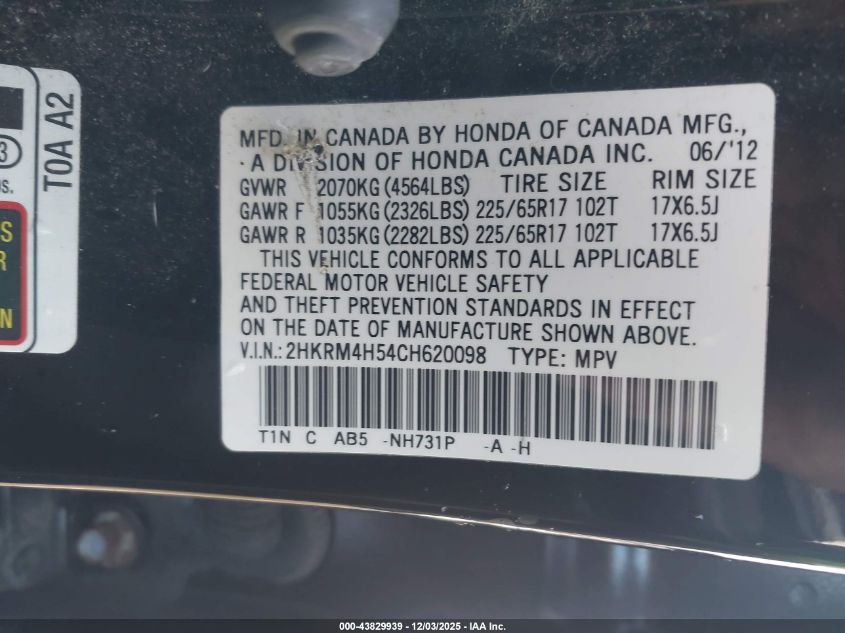 TOA A2
3
US.
S
R
N
MFD. IN CANADA BY HONDA OF CANADA MFG.,
A DIVISION OF HONDA CANADA INC. 06/'12
GVWR 2070KG (4564LBS) TIRE SIZE RIM SIZE
GAWR F 1055KG (2326LBS) 225/65R17 102T 17X6.5J
GAWR R 1035KG (2282LBS) 225/65R17 102T 17X6.5J
THIS VEHICLE CONFORMS TO ALL APPLICABLE
FEDERAL MOTOR VEHICLE SAFETY
AND THEFT PREVENTION STANDARDS IN EFFECT
ON THE DATE OF MANUFACTURE SHOWN ABOVE.
V.I.N.: 2HKRM4H54CH620098 TYPE: MPV
T1N C AB5 -NH731P -A -H
000-43829939 - 12/03/2025 - IAA Inc.